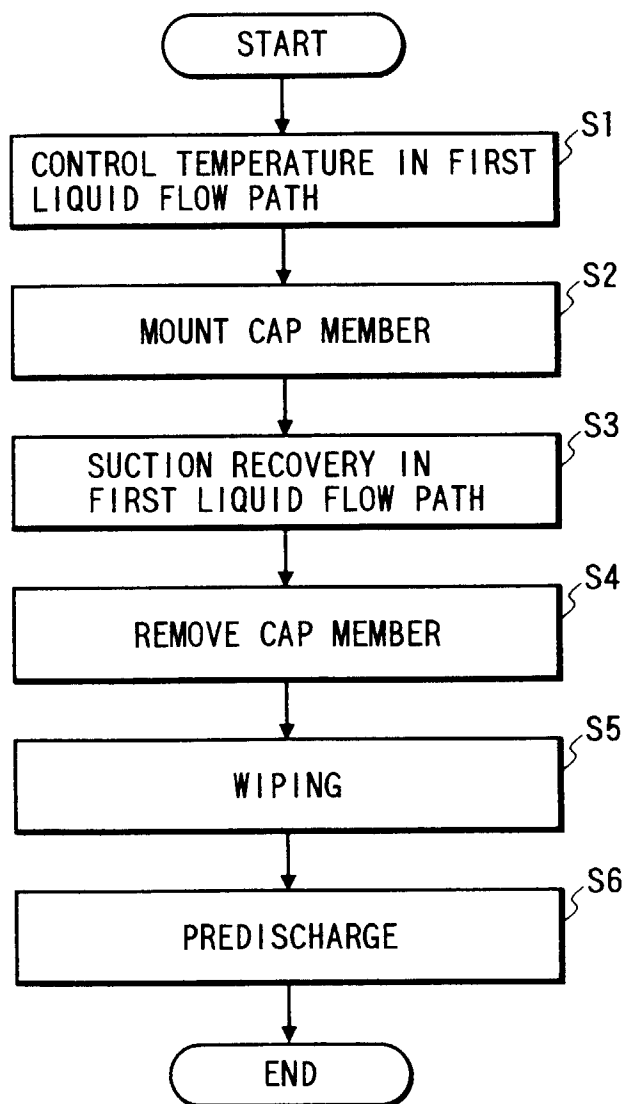 START
S1
CONTROL TEMPERATURE IN FIRST
LIQUID FLOW PATH
S2
MOUNT CAP MEMBER
S3
SUCTION RECOVERY IN
FIRST LIQUID FLOW PATH
S4
REMOVE CAP MEMBER
S5
WIPING
S6
PREDISCHARGE
END